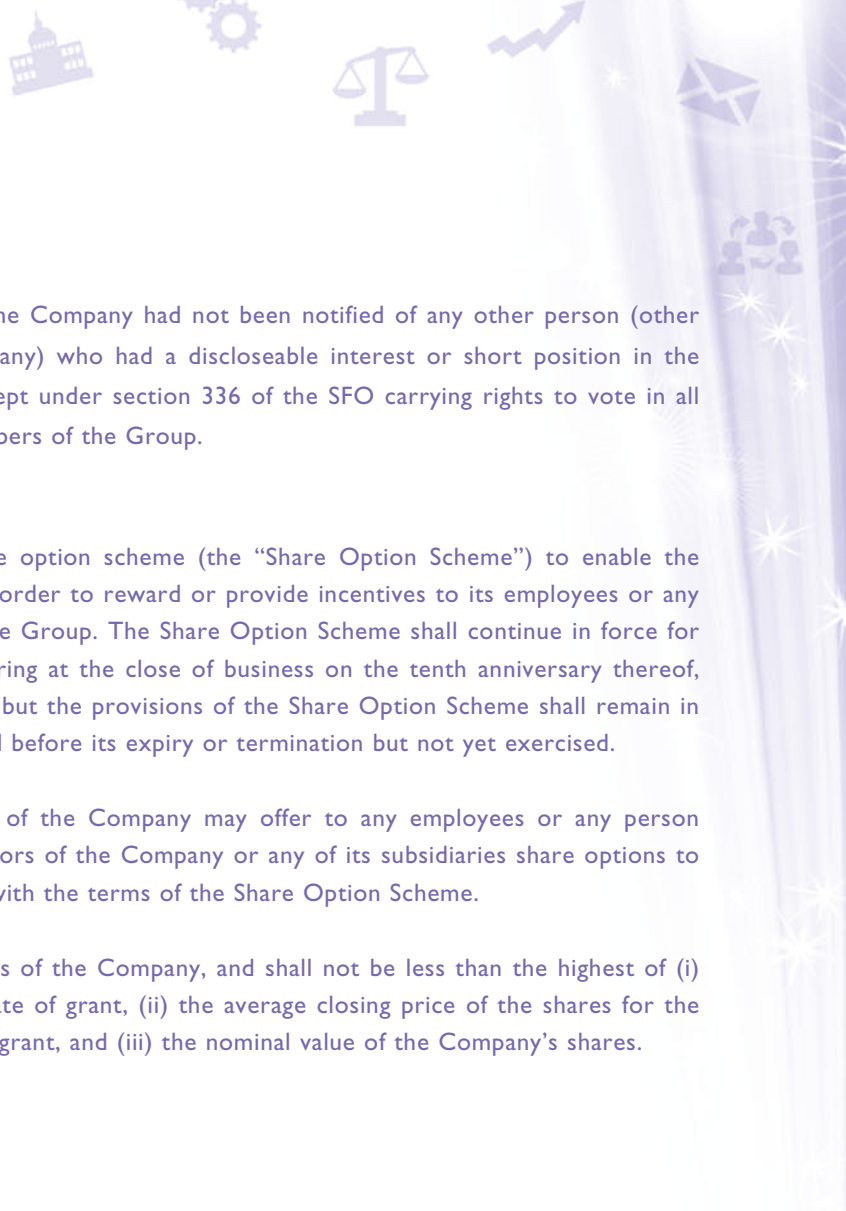 he Company had not been notified of any other person (other
any) who had a discloseable interest or short position in the
ept under section 336 of the SFO carrying rights to vote in all
bers of the Group.
e option scheme (the “Share Option Scheme”) to enable the
order to reward or provide incentives to its employees or any
e Group. The Share Option Scheme shall continue in force for
ring at the close of business on the tenth anniversary thereof,
but the provisions of the Share Option Scheme shall remain in
before its expiry or termination but not yet exercised.
of the Company may offer to any employees or any person
tors of the Company or any of its subsidiaries share options to
with the terms of the Share Option Scheme.
s of the Company, and shall not be less than the highest of (i)
ate of grant, (ii) the average closing price of the shares for the
grant, and (iii) the nominal value of the Company’s shares.